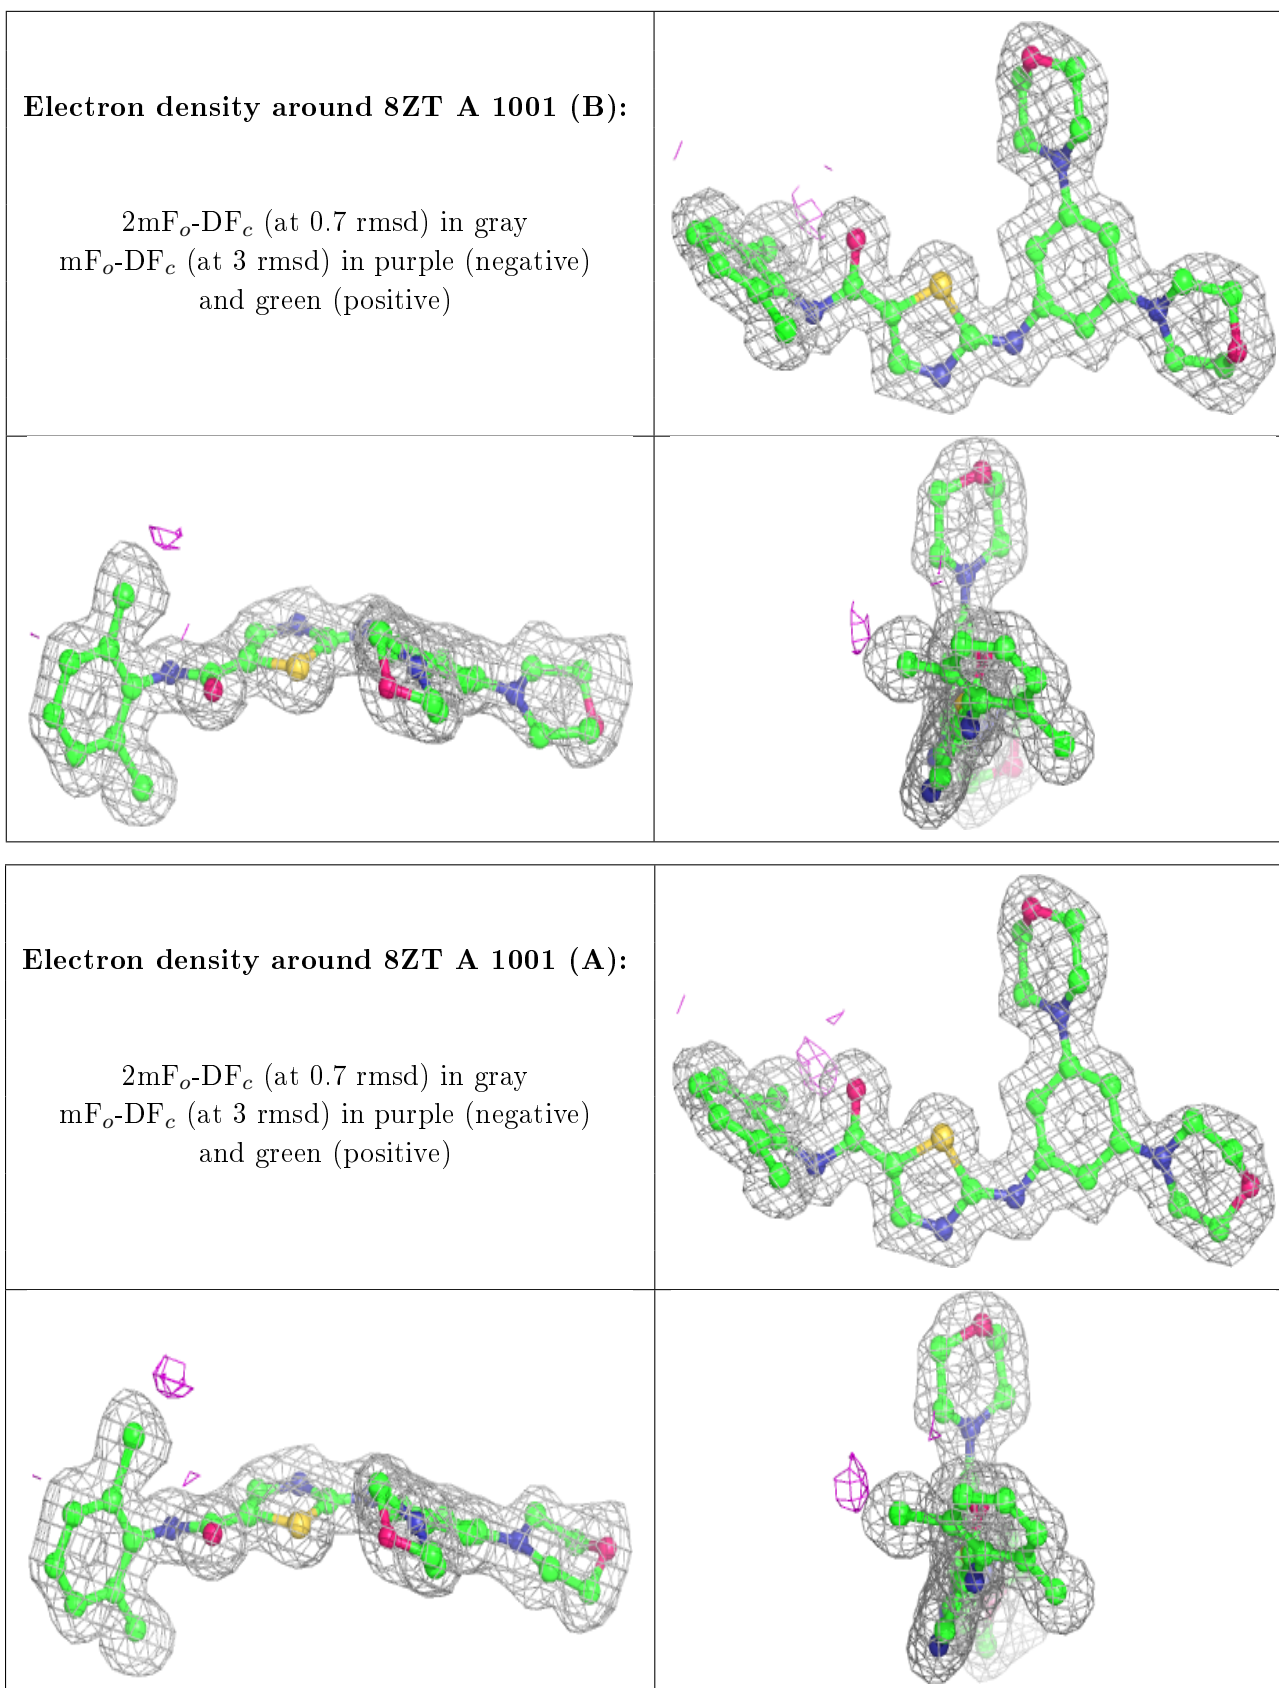 Electron density around 8ZT A 1001 (B):
2mFₒ-DF𝑐 (at 0.7 rmsd) in gray
mFₒ-DF𝑐 (at 3 rmsd) in purple (negative)
and green (positive)
Electron density around 8ZT A 1001 (A):
2mFₒ-DF𝑐 (at 0.7 rmsd) in gray
mFₒ-DF𝑐 (at 3 rmsd) in purple (negative)
and green (positive)